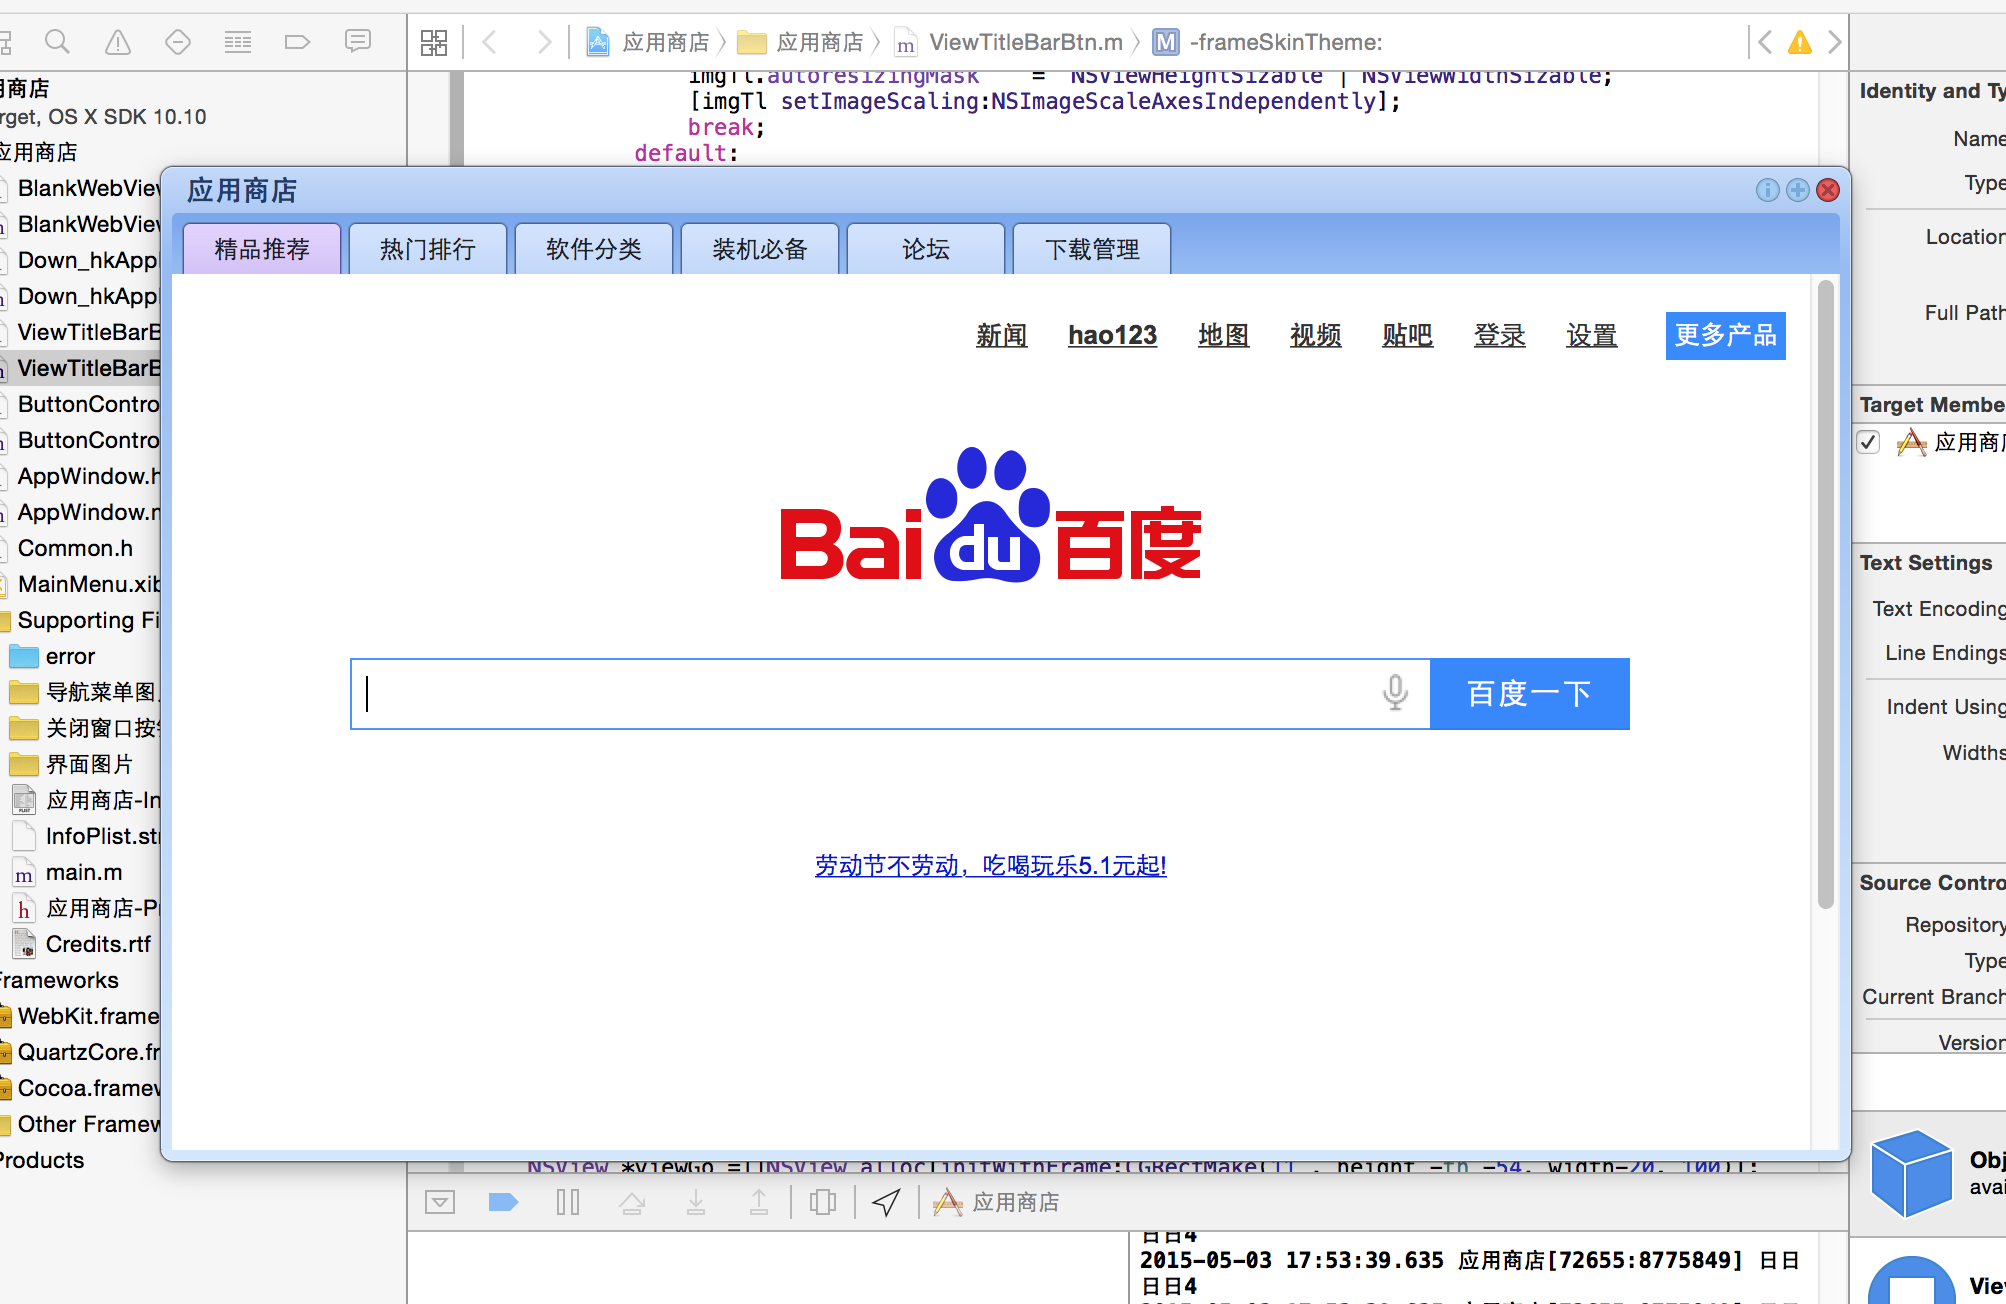 应用商店
应用商店
ViewTitleBarBtn.m
-frameSkinTheme:
imgTl.autoresizingMask = NSViewHeightSizable | NSViewWidthSizable;
[imgTl setImageScaling:NSImageScaleAxesIndependently];
break;
default:
用商店
rget, OS X SDK 10.10
应用商店
BlankWebView
BlankWebView
Down_hkApp
Down_hkApp
ViewTitleBarB
ViewTitleBarB
ButtonContro
ButtonContro
AppWindow.h
AppWindow.m
Common.h
MainMenu.xib
Supporting Fi
error
导航菜单图
关闭窗口按
界面图片
应用商店-In
InfoPlist.str
main.m
应用商店-Pr
Credits.rtf
Frameworks
WebKit.frame
QuartzCore.fr
Cocoa.framew
Other Framew
Products
应用商店
精品推荐
热门排行
软件分类
装机必备
论坛
下载管理
新闻 hao123 地图 视频 贴吧 登录 设置 更多产品
Bai du 百度
百度一下
劳动节不劳动，吃喝玩乐5.1元起!
NSView *viewGo =[[NSView alloc]initWithFrame:CGRectMake(11 , height -fh -54, width-20, 100)];
应用商店
日日4
2015-05-03 17:53:39.635 应用商店[72655:8775849] 日日
日日4
Identity and Ty
Name
Type
Location
Full Path
Target Membe
应用商店
Text Settings
Text Encoding
Line Endings
Indent Using
Widths
Source Contro
Repository
Type
Current Branch
Version
Obj
avai
View